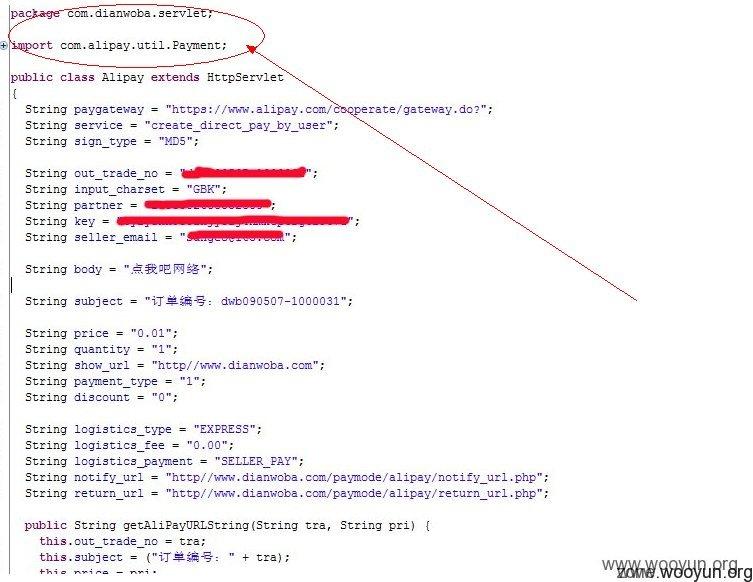 package com.dianwoba.servlet;
import com.alipay.util.Payment;
public class Alipay extends HttpServlet
{
String paygateway = "https://www.alipay.com/cooperate/gateway.do?";
String service = "create_direct_pay_by_user";
String sign_type = "MD5";
String out_trade_no = " ";
String input_charset = "GBK";
String partner = ;
String key = ";
String seller_email = " ";
String body = "点我吧网络";
String subject = "订单编号：dwb090507-1000031";
String price = "0.01";
String quantity = "1";
String show_url = "http//www.dianwoba.com";
String payment_type = "1";
String discount = "0";
String logistics_type = "EXPRESS";
String logistics_fee = "0.00";
String logistics_payment = "SELLER_PAY";
String notify_url = "http//www.dianwoba.com/paymode/alipay/notify_url.php";
String return_url = "http//www.dianwoba.com/paymode/alipay/return_url.php";
public String getAliPayURLString(String tra, String pri) {
this.out_trade_no = tra;
this.subject = ("订单编号：" + tra);
this.price = pri;
www.wooyun.org
zone.wooyun.org